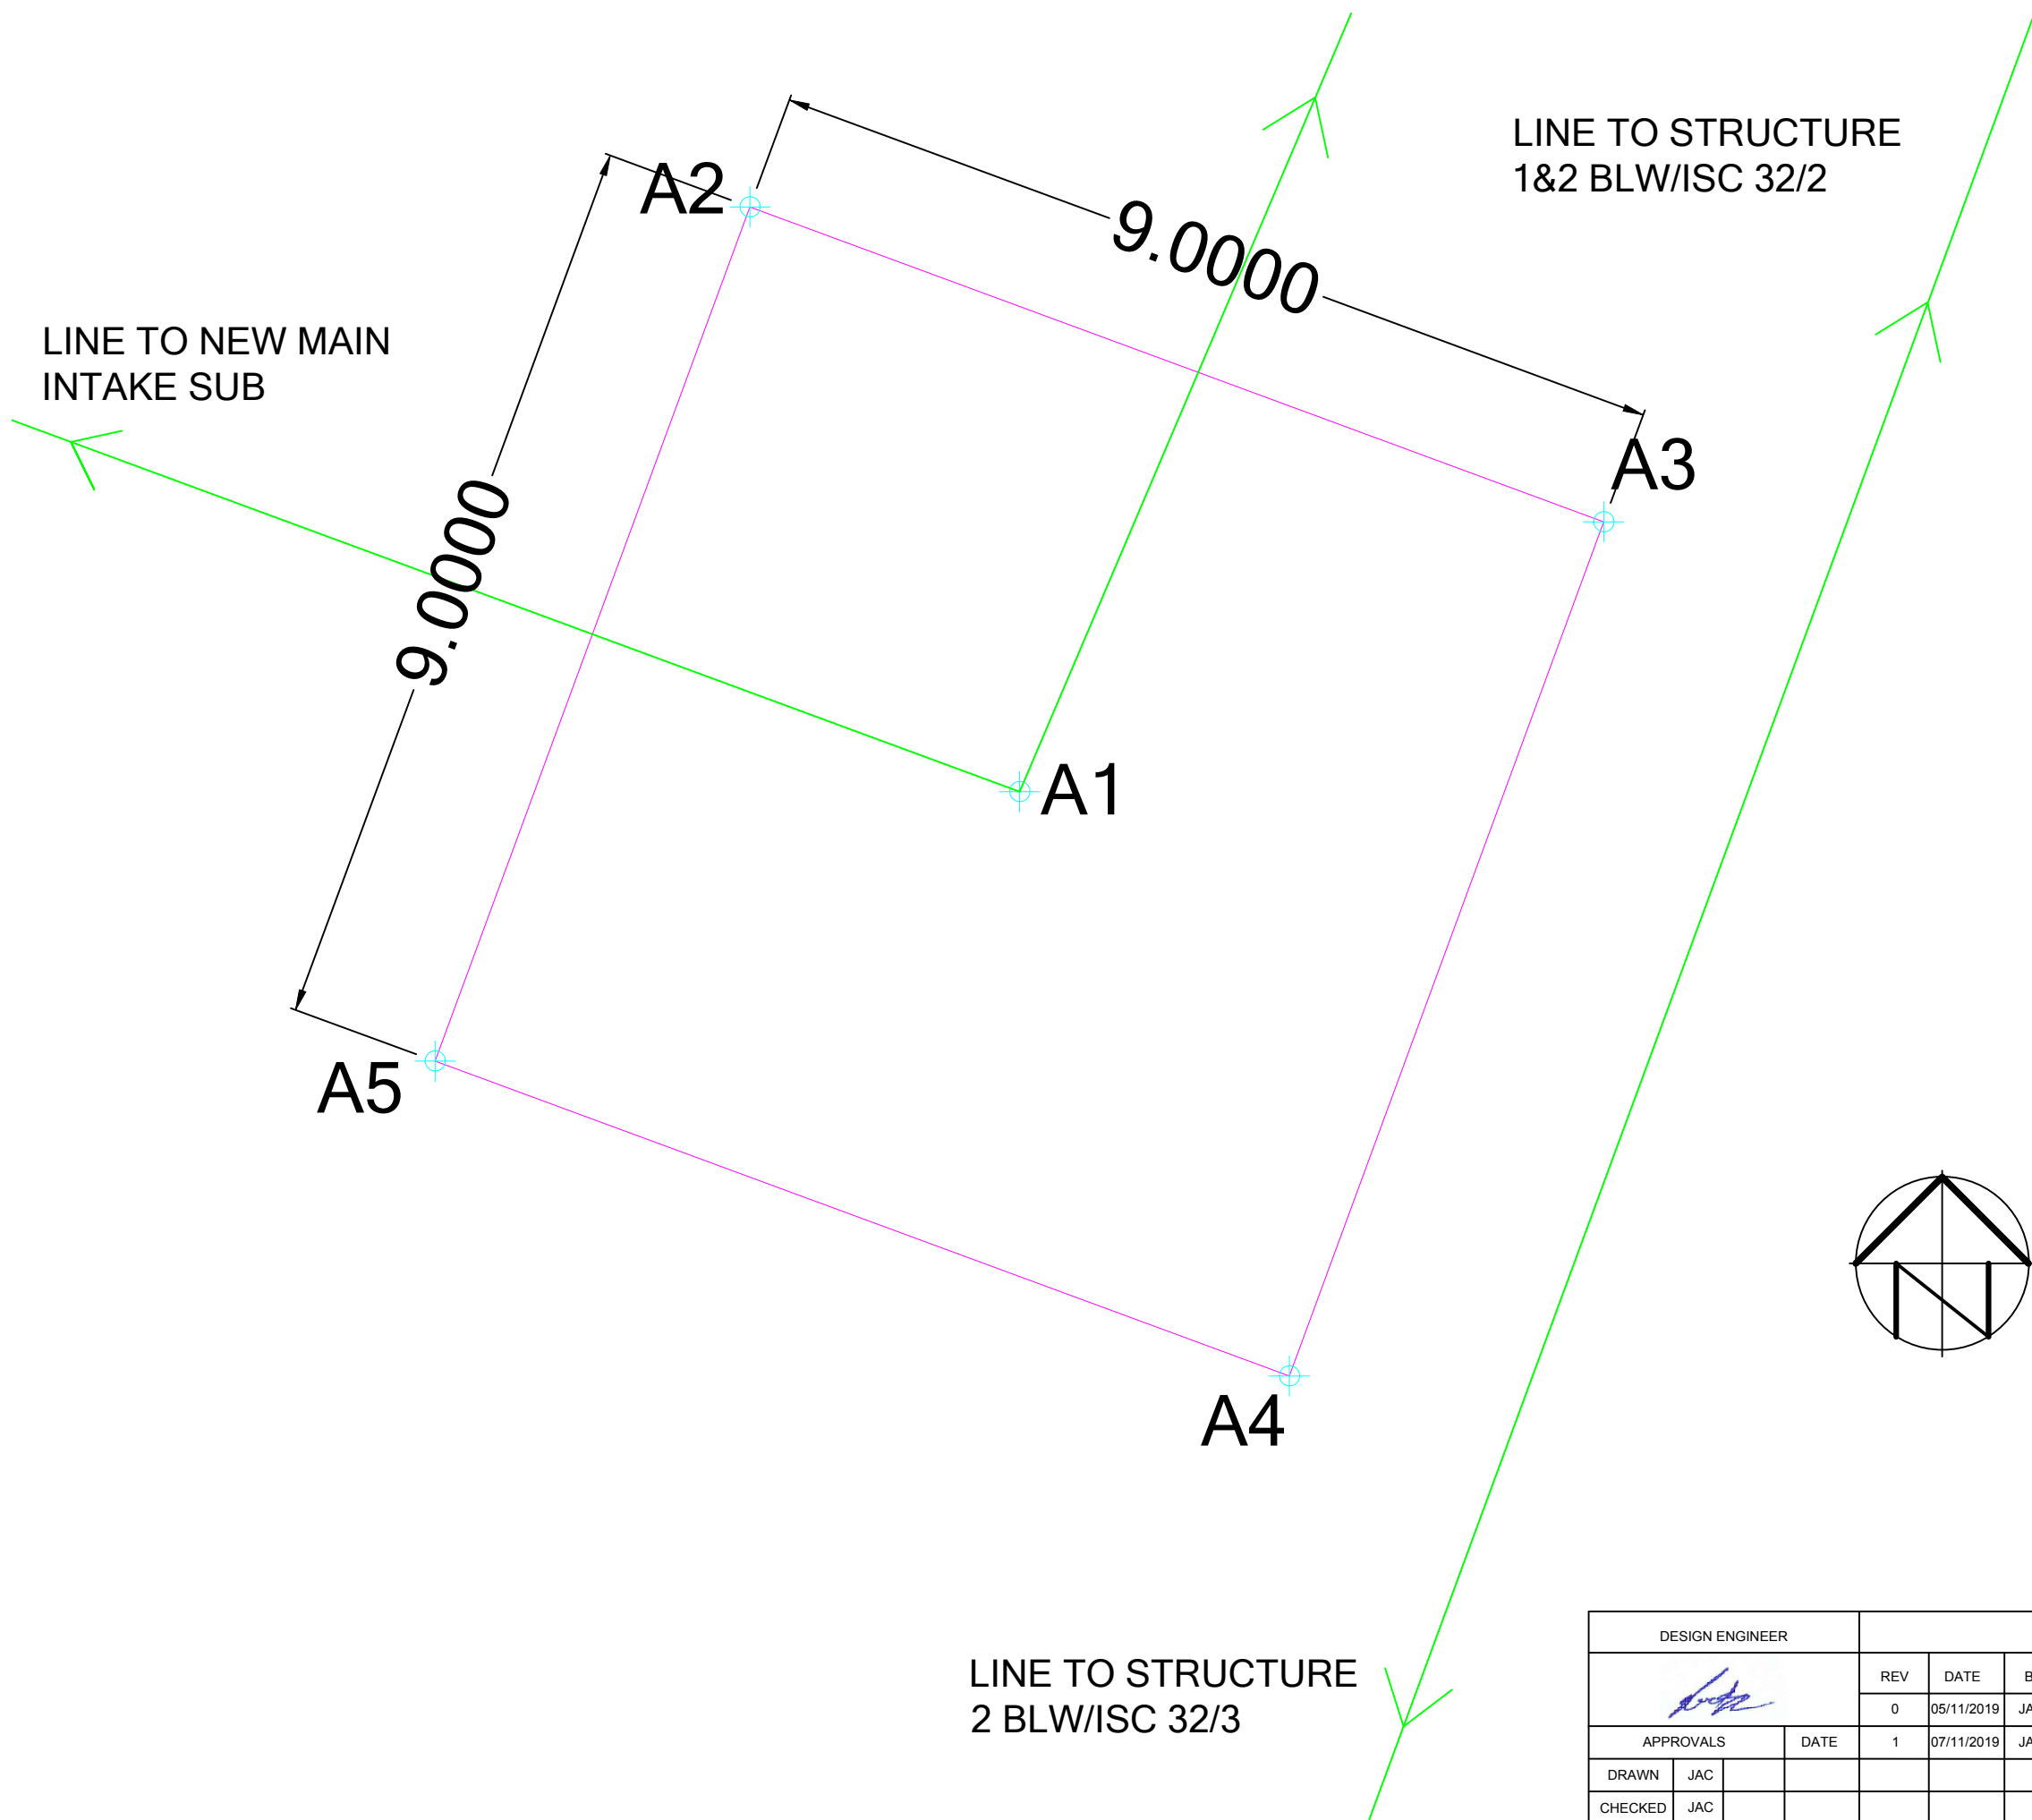 LINE TO STRUCTURE
1&2 BLW/ISC 32/2
A2
9.0000
LINE TO NEW MAIN
INTAKE SUB
A3
9.0000
A1
A5
A4
N
LINE TO STRUCTURE
2 BLW/ISC 32/3
DESIGN ENGINEER
REV DATE
0 05/11/2019
APPROVALS DATE 1 07/11/2019
DRAWN JAC
CHECKED JAC